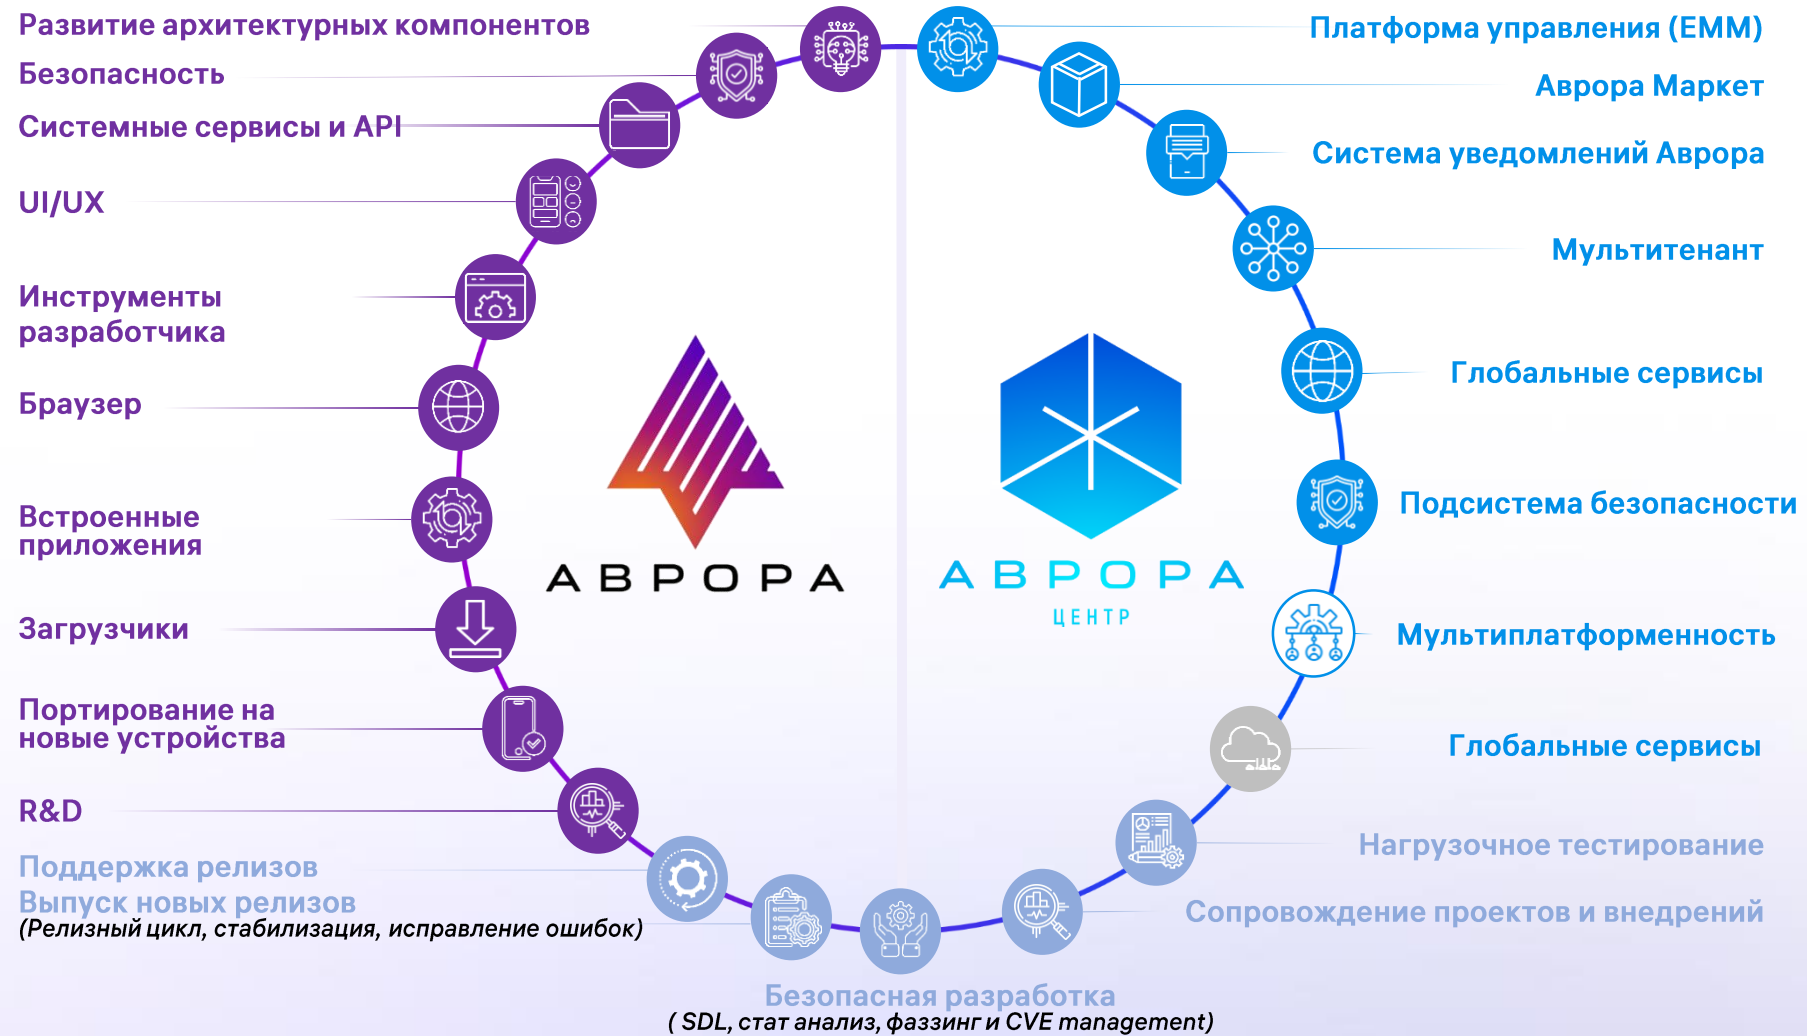 Развитие архитектурных компонентов
Безопасность
Системные сервисы и API
UI/UX
Инструменты
разработчика
Браузер
Встроенные
приложения
Загрузчики
Портирование на
новые устройства
R&D
Поддержка релизов
Выпуск новых релизов
(Релизный цикл, стабилизация, исправление ошибок)
АВРОРА
АВРОРА
ЦЕНТР
Платформа управления (EMM)
Аврора Маркет
Система уведомлений Аврора
Мультитенант
Глобальные сервисы
Подсистема безопасности
Мультиплатформенность
Глобальные сервисы
Нагрузочное тестирование
Сопровождение проектов и внедрений
Безопасная разработка
( SDL, стат анализ, фаззинг и CVE management)